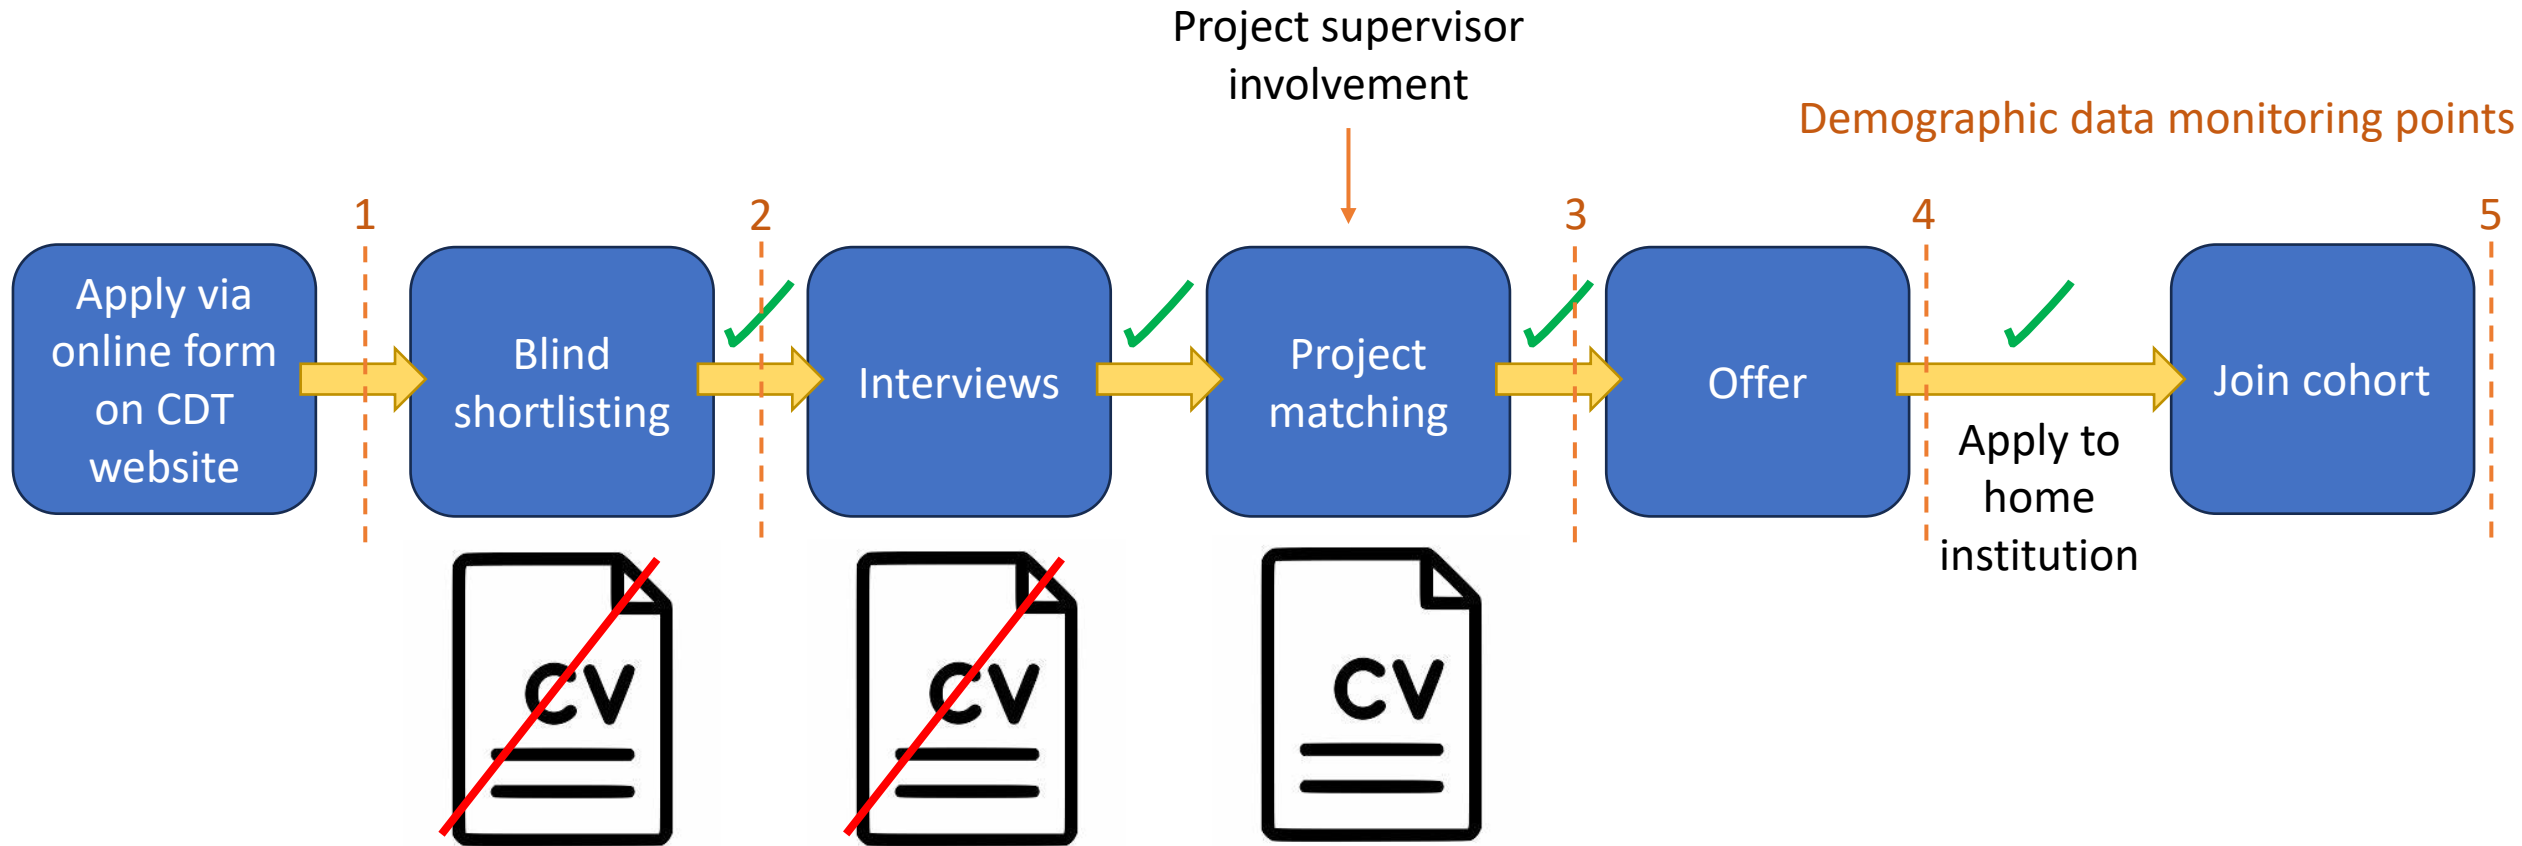 Project supervisor
involvement
Demographic data monitoring points
1
2
3
4
5
Apply via
online form
on CDT
website
Blind
shortlisting
Interviews
Project
matching
Offer
Apply to
home
institution
Join cohort
CV
CV
CV